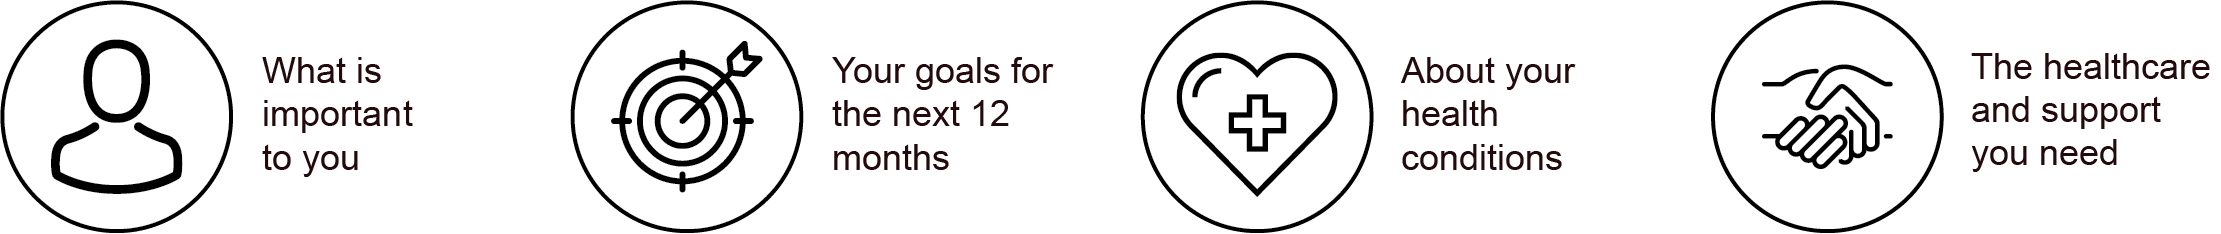 What is
important
to you
Your goals for
the next 12
months
About your
health
conditions
The healthcare
and support
you need